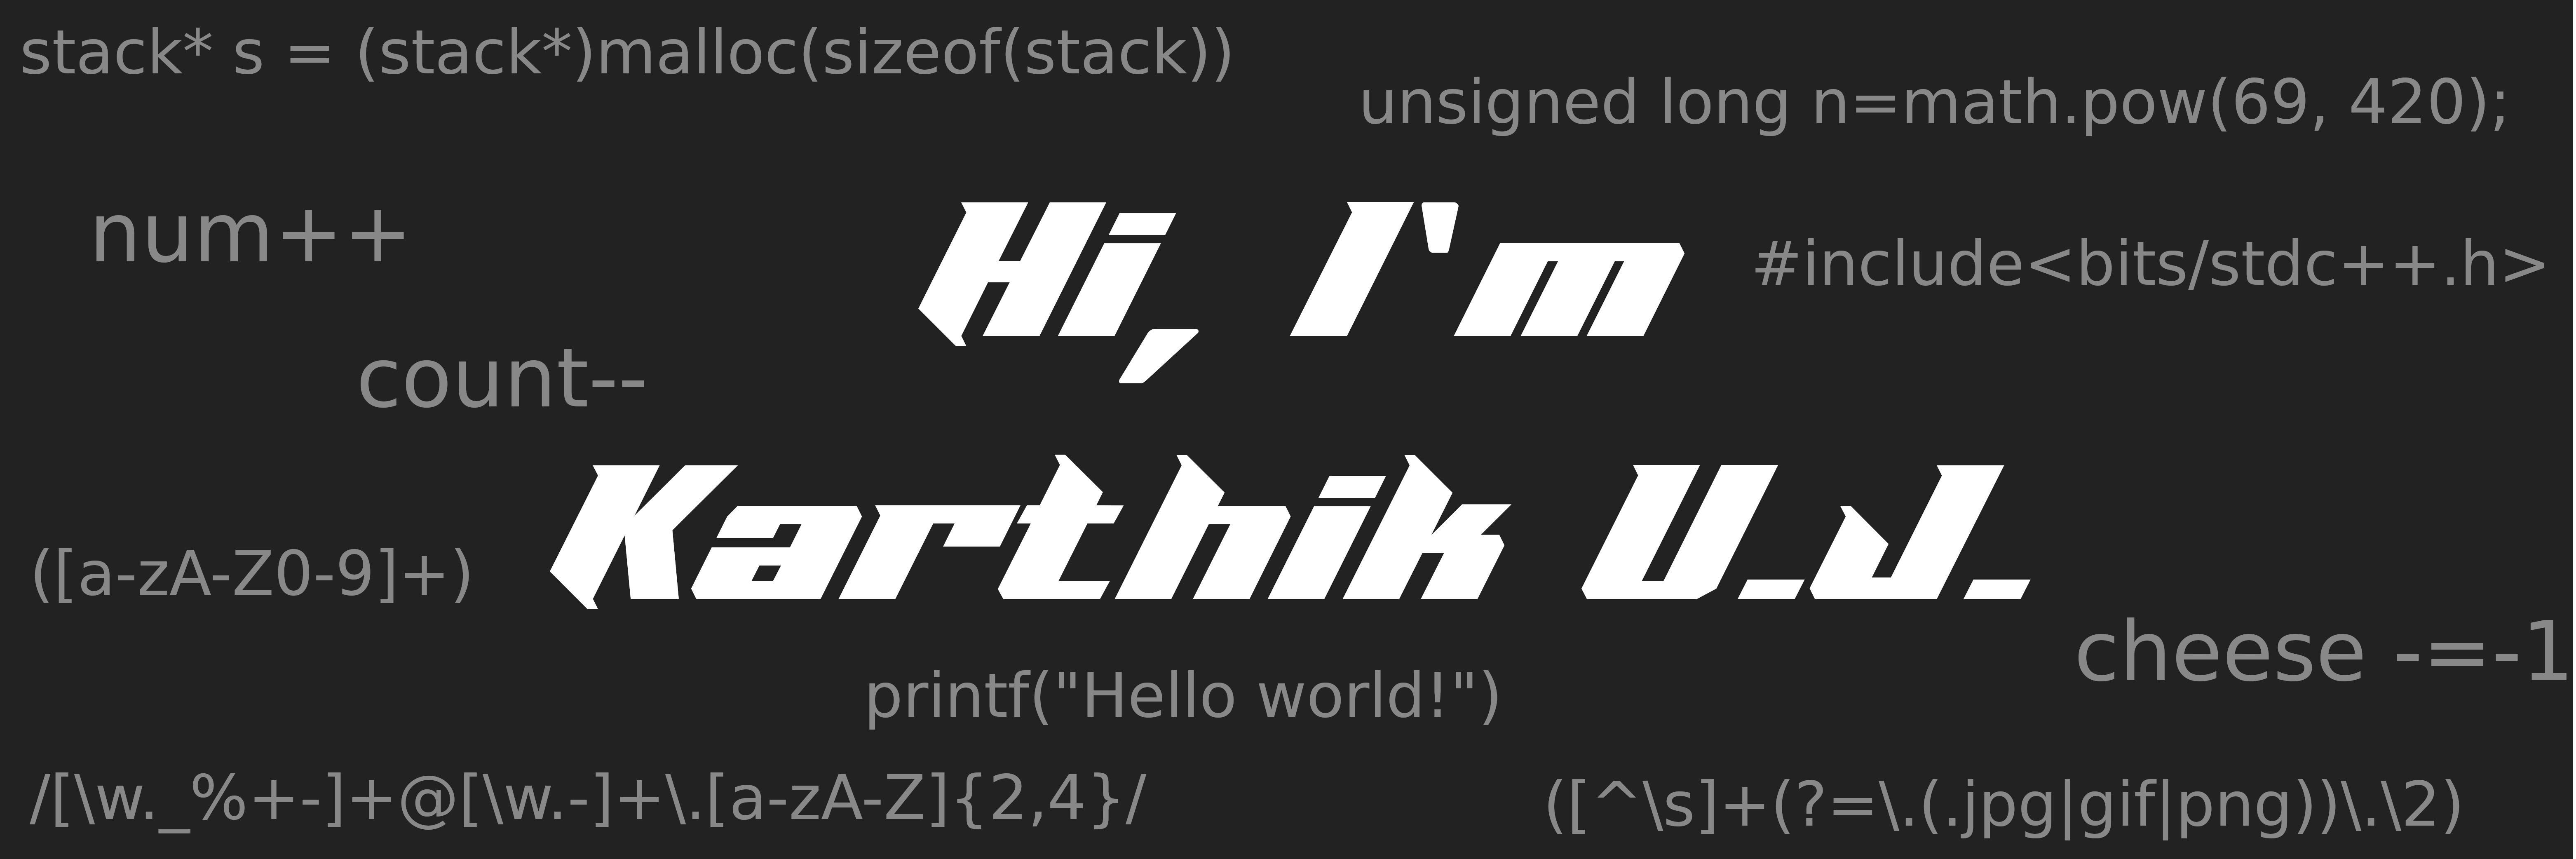 stack* s = (stack*)malloc(sizeof(stack))
unsigned long n=math.pow(69, 420);
num++
Hi, I'm
#include<bits/stdc++.h>
count--
Karthik U.J.
([a-zA-Z0-9]+)
cheese -=-1
printf("Hello world!")
/[\w._%+-]+@[\w.-]+\.[a-zA-Z]{2,4}/
([^\s]+(?=\.(.jpg|gif|png))\.\2)